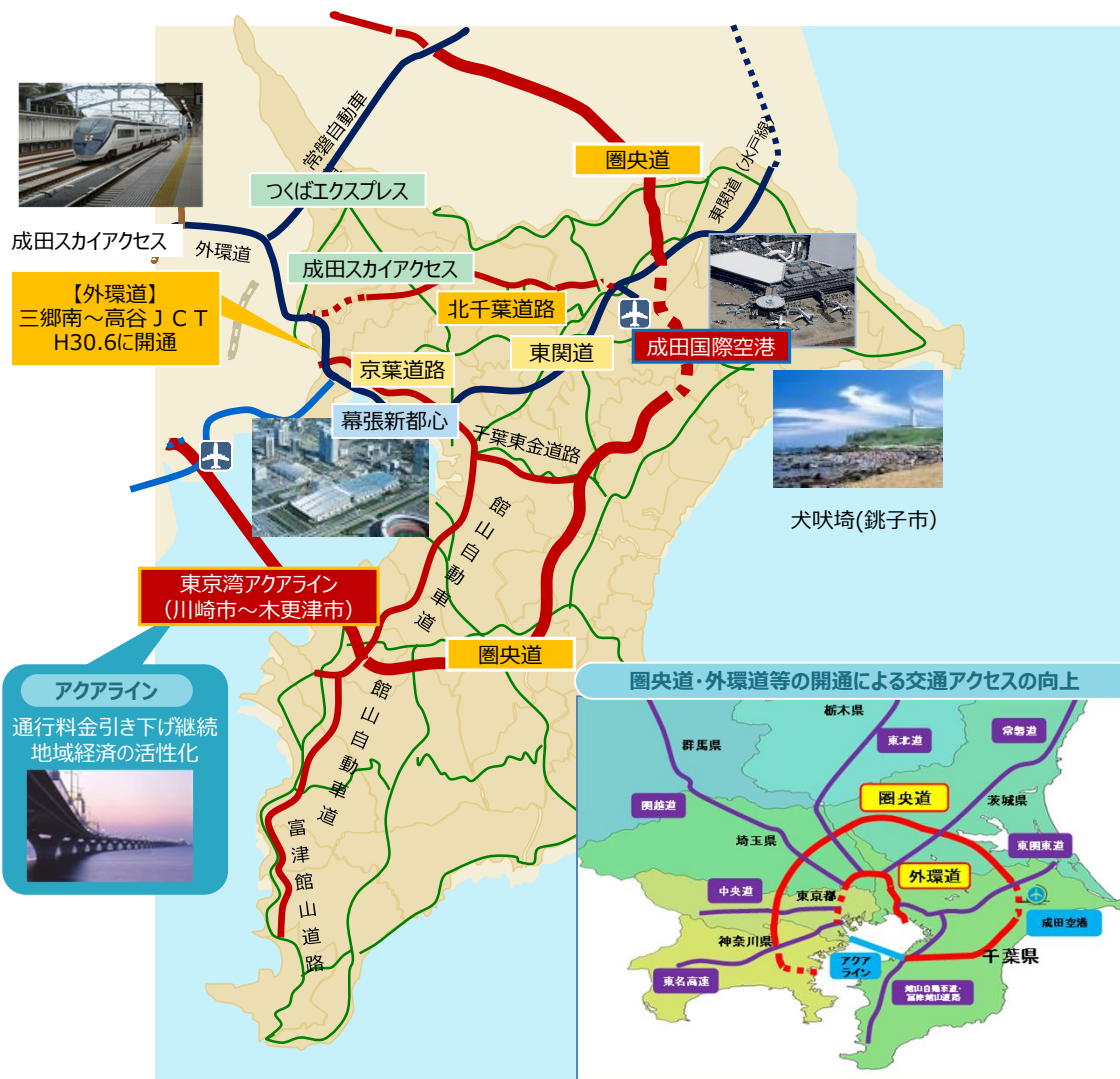 常磐自動車
圏央道
東関道（水戸線
つくばエクスプレス
成田スカイアクセス
外環道
成田スカイアクセス
【外環道】
三郷南～高谷ＪＣＴ
H30.6に開通
北千葉道路
成田国際空港
東関道
京葉道路
幕張新都心
千葉東金道路
犬吠埼(銚子市）
館山自動車道
東京湾アクアライン
（川崎市～木更津市）
圏央道
アクアライン
通行料金引き下げ継続
地域経済の活性化
館山自動車道
富津館山道路
圏央道・外環道等の開通による交通アクセスの向上
栃木県
群馬県
東北道
常磐道
圏央道
関越道
茨城県
埼玉県
東関東道
外環道
中央道
東京都
成田空港
神奈川県
千葉県
アクア
ライン
東名高速
館山自動車道・
富津館山道路